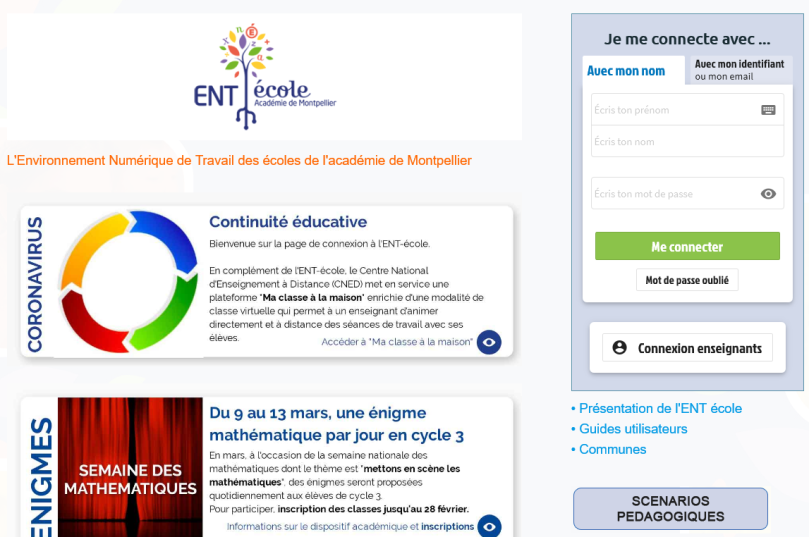 ENT école
Académie de Montpellier
L'Environnement Numérique de Travail des écoles de l'académie de Montpellier
CORONAVIRUS
Continuité éducative
Bienvenue sur la page de connexion à l'ENT-école.
En complément de l'ENT-école, le Centre National
d'Enseignement à Distance (CNED) met en service une
plateforme "Ma classe à la maison" enrichie d'une modalité de
classe virtuelle qui permet à un enseignant d'animer
directement et à distance des séances de travail avec ses
élèves.
Accéder à "Ma classe à la maison"
ENIGMES
SEMAINE DES
MATHEMATIQUES
Du 9 au 13 mars, une énigme
mathématique par jour en cycle 3
En mars, à l'occasion de la semaine nationale des
mathématiques dont le thème est "mettons en scène les
mathématiques", des énigmes seront proposées
quotidiennement aux élèves de cycle 3.
Pour participer, inscription des classes jusqu'au 28 février.
Informations sur le dispositif académique et inscriptions
Je me connecte avec ...
Avec mon nom
Avec mon identifiant
ou mon email
Écris ton prénom
Écris ton nom
Écris ton mot de passe
Me connecter
Mot de passe oublié
Connexion enseignants
• Présentation de l'ENT école
• Guides utilisateurs
• Communes
SCENARIOS
PEDAGOGIQUES